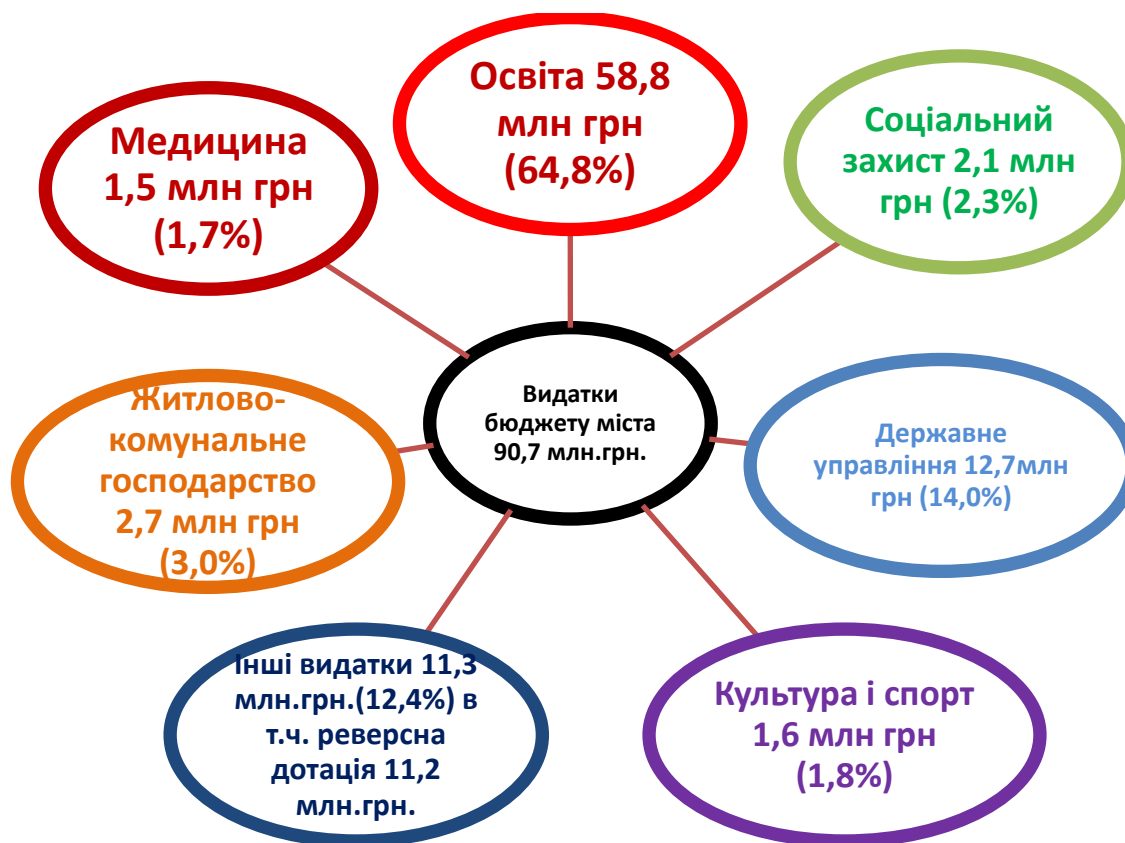 Освіта 58,8
млн грн
(64,8%)
Медицина
1,5 млн грн
(1,7%)
Соціальний
захист 2,1 млн
грн (2,3%)
Видатки
бюджету міста
90,7 млн.грн.
Житлово-
комунальне
господарство
2,7 млн грн
(3,0%)
Державне
управління 12,7млн
грн (14,0%)
Інші видатки 11,3
млн.грн.(12,4%) в
т.ч. реверсна
дотація 11,2
млн.грн.
Культура і спорт
1,6 млн грн
(1,8%)